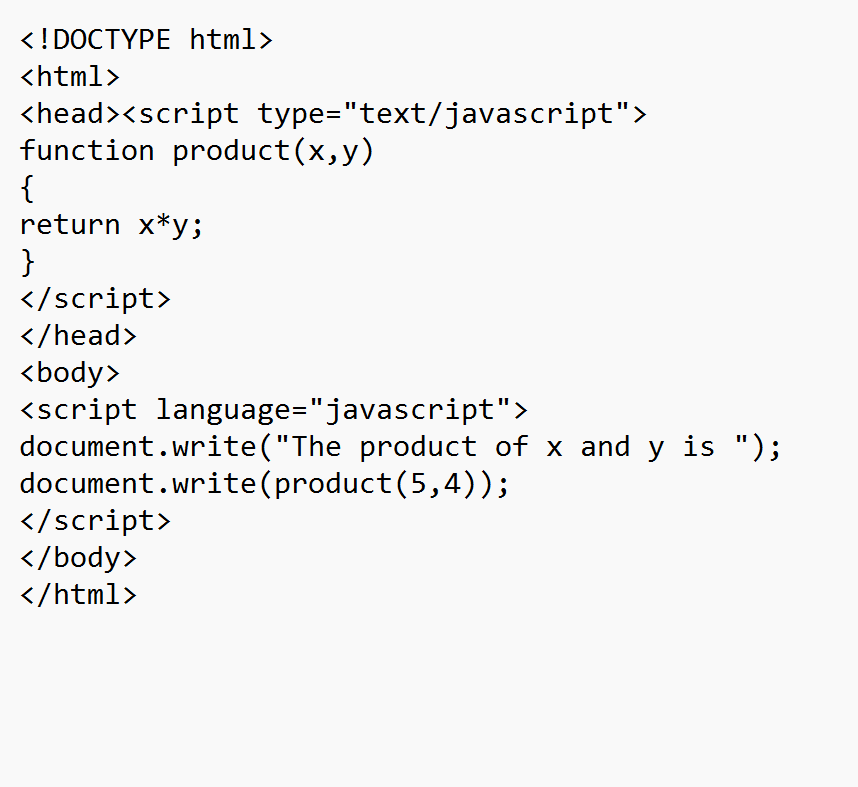 <!DOCTYPE html>
<html>
<head><script type="text/javascript">
function product(x,y)
{
return x*y;
}
</script>
</head>
<body>
<script language="javascript">
document.write("The product of x and y is ");
document.write(product(5,4));
</script>
</body>
</html>